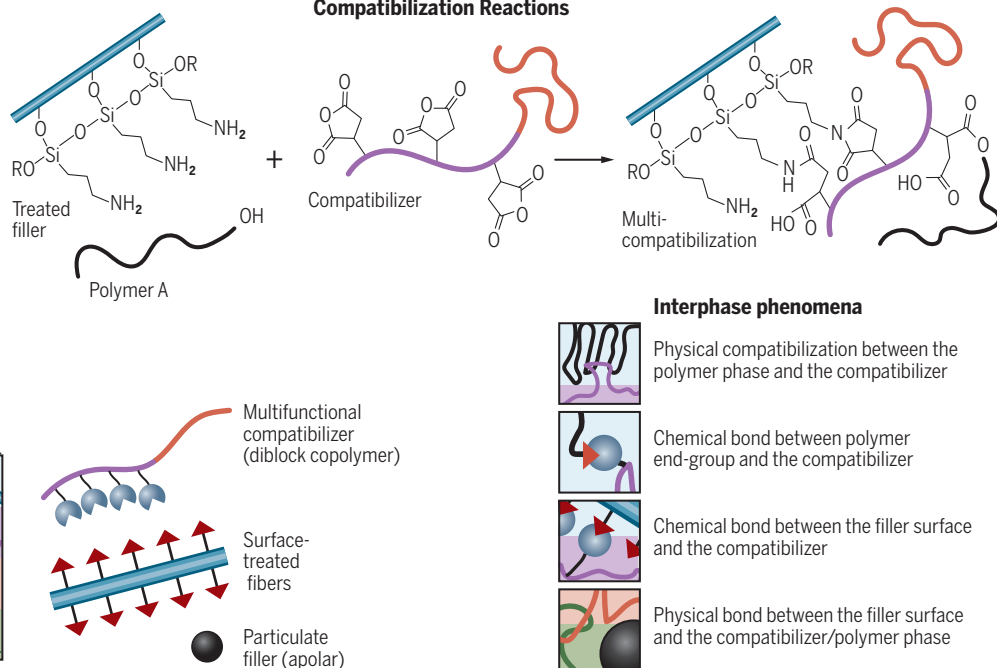 Compatibilization Reactions
O
O
Si
OR
O
O
Si
NH2
O
O
Si
RO
NH2
NH2
Treated
filler
OH
Polymer A
+
O
O
O
O
O
O
O
O
O
Compatibilizer
O
O
Si
OR
O
O
Si
O
O
Si
RO
N
O
O
O
N
H
HO
O
NH2
O
O
HO
O
Multi-
compatibilization
Interphase phenomena
Physical compatibilization between the
polymer phase and the compatibilizer
Chemical bond between polymer
end-group and the compatibilizer
Chemical bond between the filler surface
and the compatibilizer
Physical bond between the filler surface
and the compatibilizer/polymer phase
Multifunctional
compatibilizer
(diblock copolymer)
Surface-
treated
fibers
Particulate
filler (apolar)